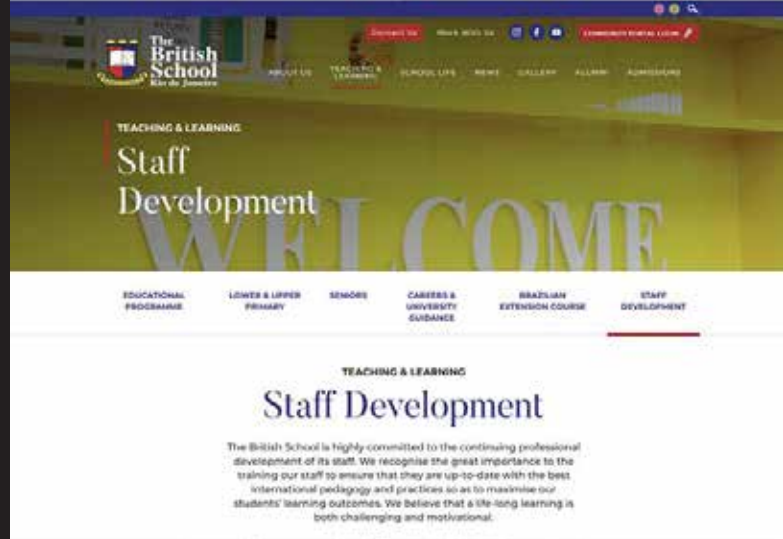 The
British
School
Rio de Janeiro
Contact Us Work With Us COMMUNITY PORTAL LOGIN
ABOUT US TEACHING & LEARNING SCHOOL LIFE NEWS GALLERY ALUMNI ADMISSIONS
TEACHING & LEARNING
Staff
Development
WELCOME
EDUCATIONAL PROGRAMME LOWER & UPPER PRIMARY SENIORS CAREERS & UNIVERSITY GUIDANCE BRAZILIAN EXTENSION COURSE STAFF DEVELOPMENT
TEACHING & LEARNING
Staff Development
The British School is highly committed to the continuing professional
development of its staff. We recognise the great importance to the
training our staff to ensure that they are up-to-date with the best
international pedagogy and practices so as to maximise our
students' learning outcomes. We believe that a life-long learning is
both challenging and motivational.